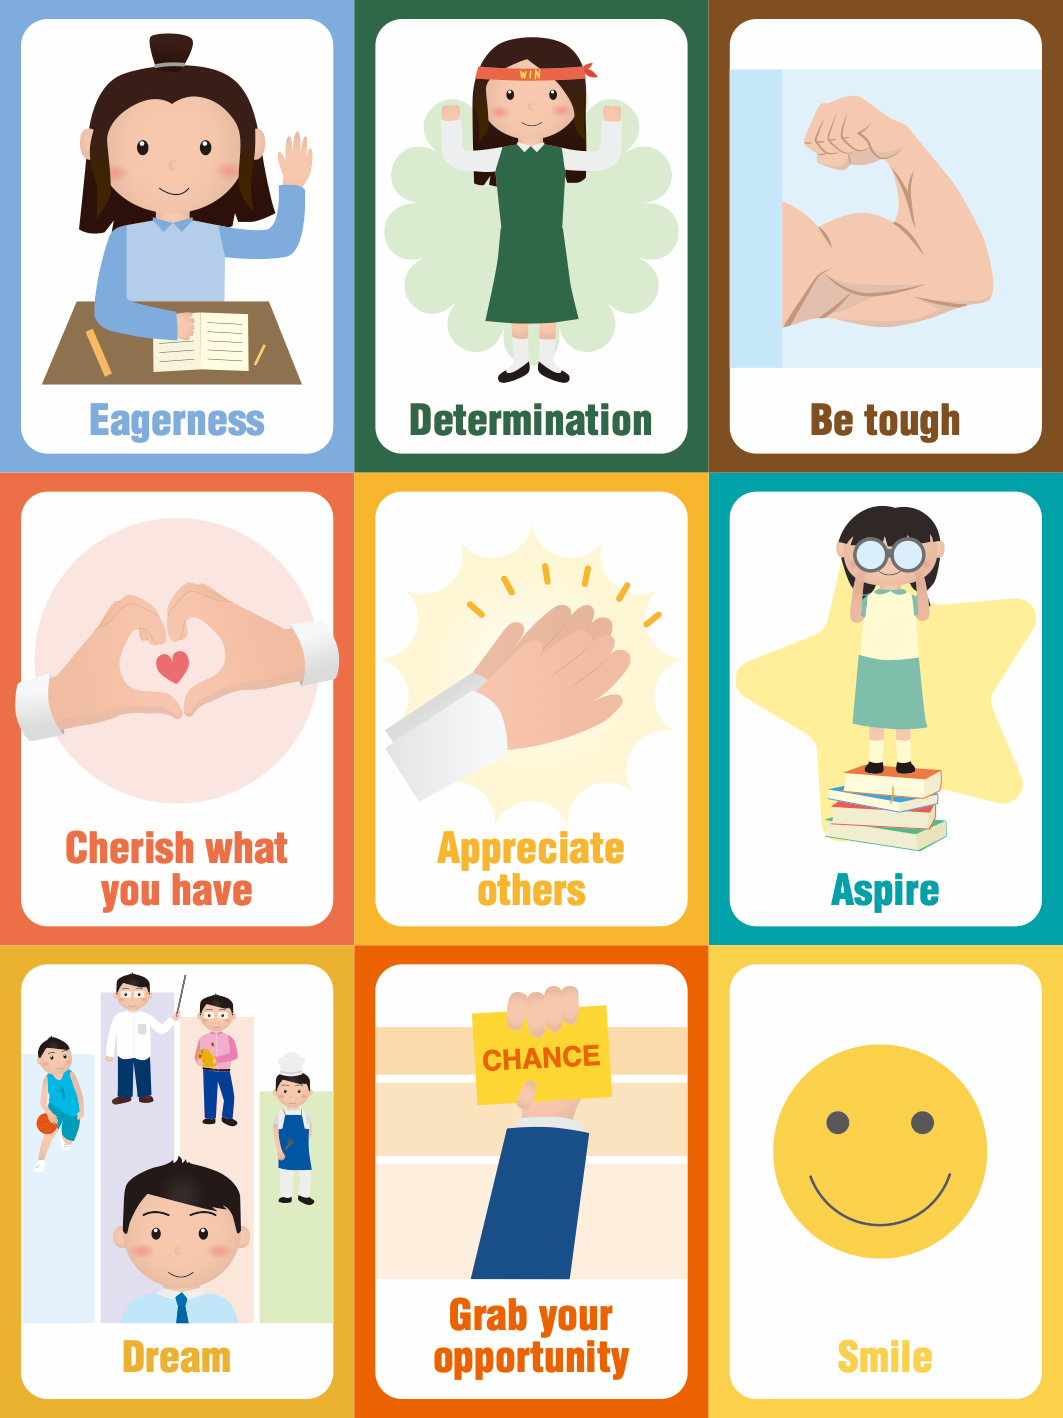 Eagerness
WIN
Determination
Be tough
Cherish what
you have
Appreciate
others
Aspire
Dream
CHANCE
Grab your
opportunity
Smile